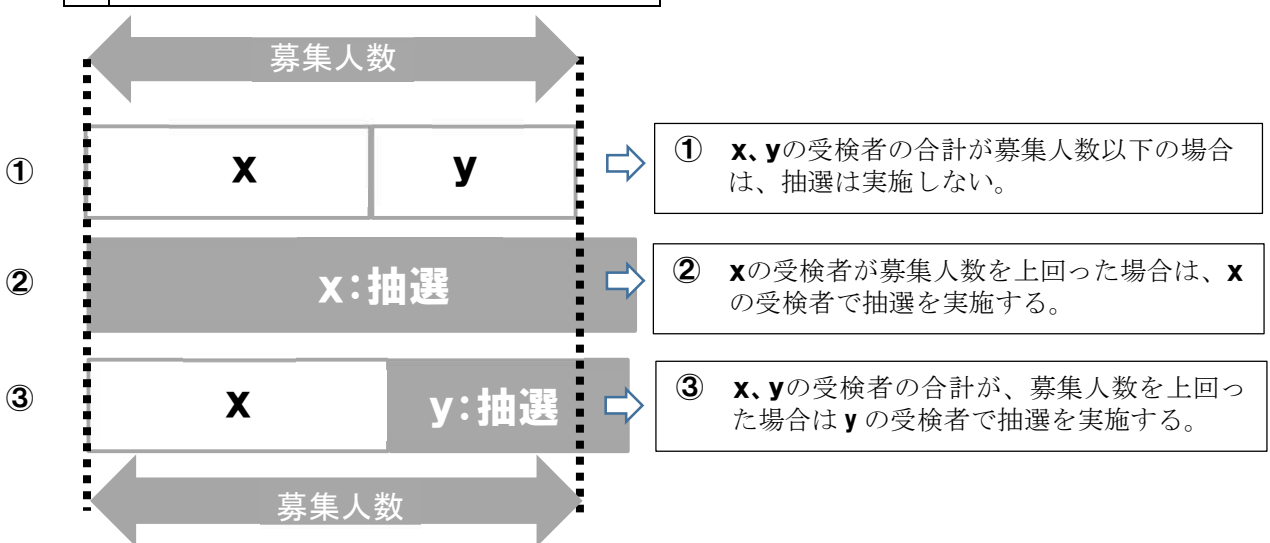 募集人数
①
x
y
① x、yの受検者の合計が募集人数以下の場合
は、抽選は実施しない。
②
x:抽選
② xの受検者が募集人数を上回った場合は、x
の受検者で抽選を実施する。
③
x
y:抽選
③ x、yの受検者の合計が、募集人数を上回っ
た場合は y の受検者で抽選を実施する。
募集人数